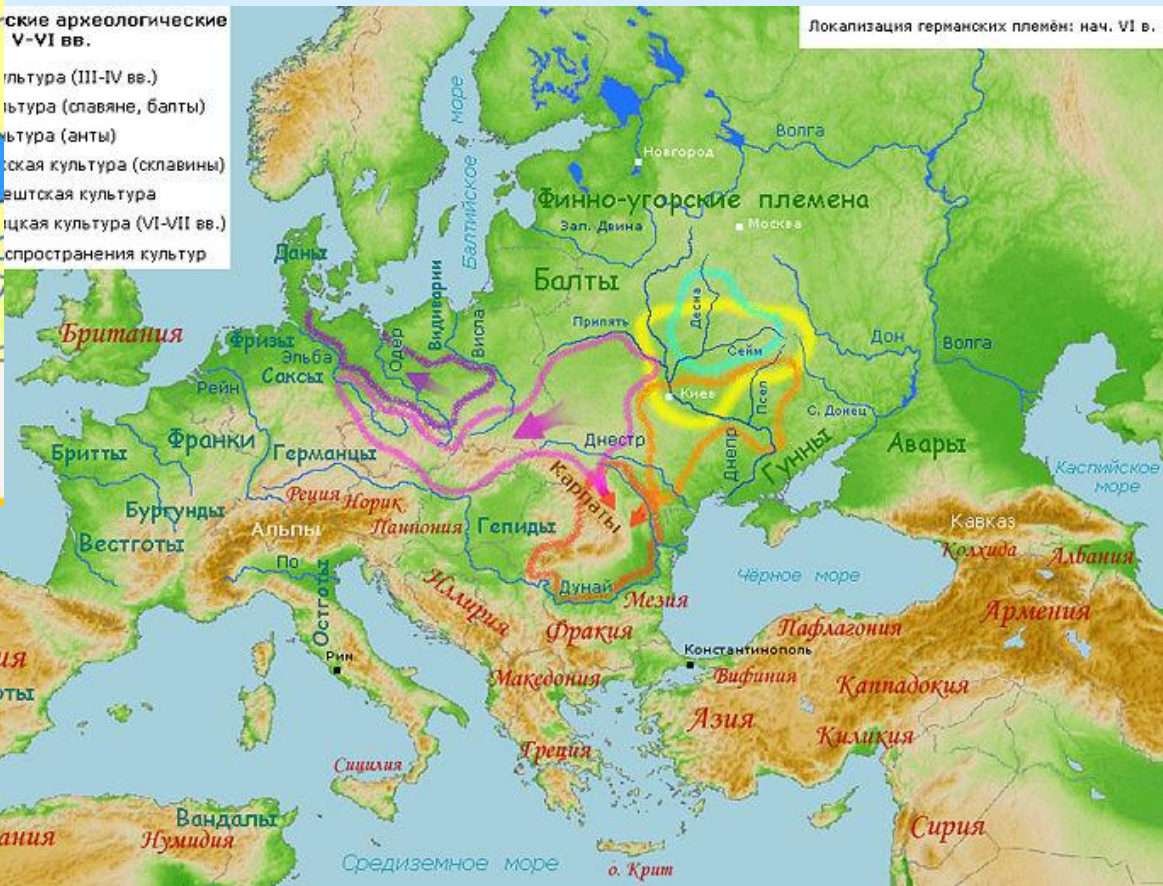 ские археологические
V-VI вв.
льтура (III-IV вв.)
льтура (славяне, балты)
льтура (анты)
ская культура (склавины)
ештская культура
цкая культура (VI-VII вв.)
спространения культур
Локализация германских племён: нач. VI в.
Балтийское море
Волга
Новгород
Финно-угорские племена
Зап. Двина
Москва
Даны
Балты
Британия
Фризы
Эльба
Саксы
Одер
Видиварии
Висла
Припять
Десна
Сейм
Дон
Волга
Рейн
Киев
Псел
С. Донец
Франки
Германцы
Днестр
Днепр
Гунны
Авары
Бритты
Каспийское
море
Реция
Норик
Карпаты
Бургунды
Альпы
Паннония
Гепиды
Кавказ
Вестготы
Колхида
Албания
По
Остготы
Дунай
Чёрное море
Иллирия
Мезия
Фракия
Пафлагония
Армения
Рим
Константинополь
ия
Македония
Вифиния
Каппадокия
оты
Азия
Киликия
Греция
Сицилия
Вандалы
ания
Нумидия
Сирия
Средиземное море
о. Крит